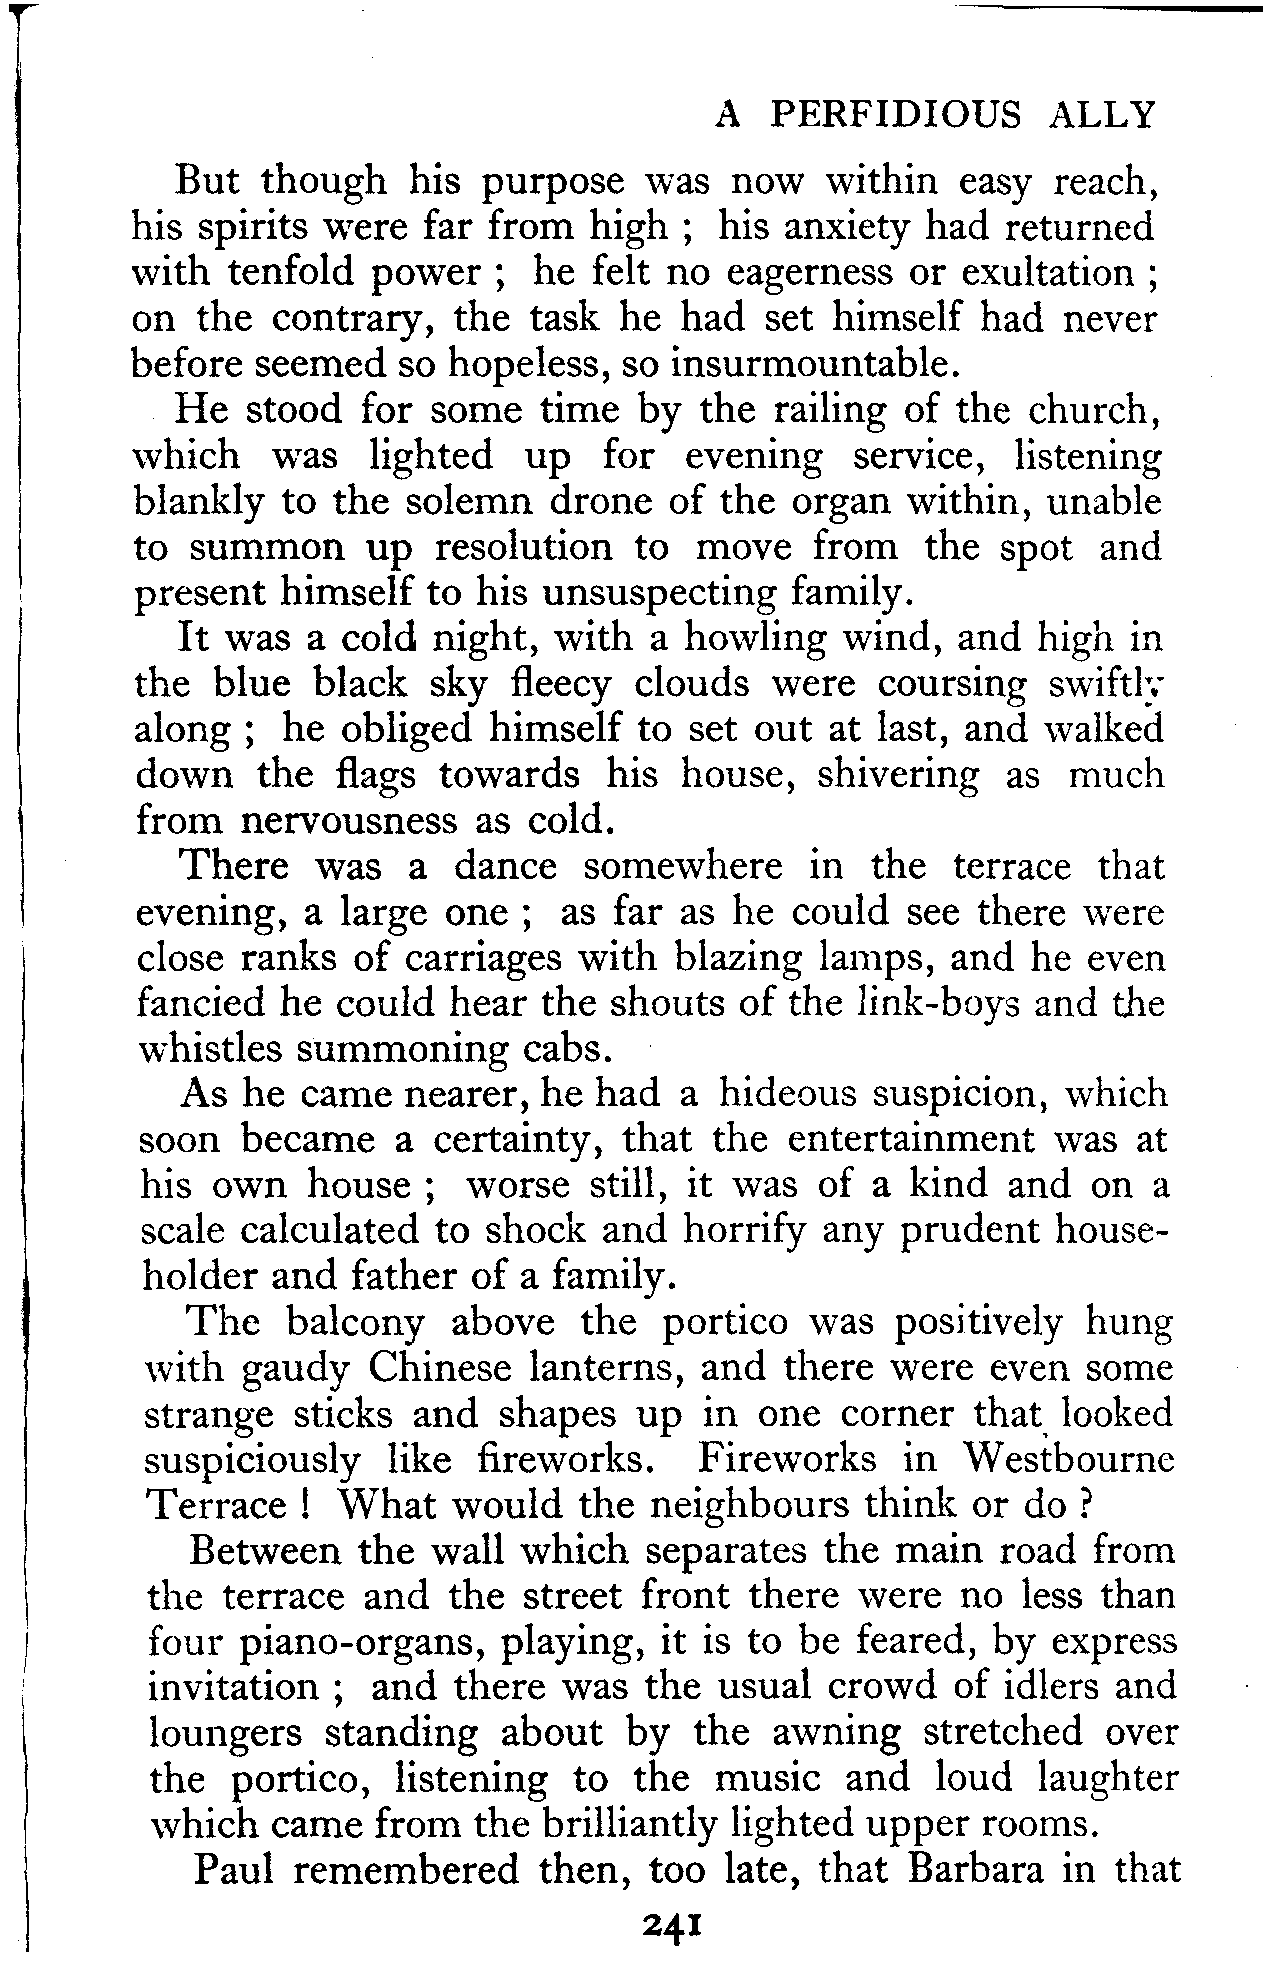 A PERFIDIOUS ALLY
But though his purpose was now within easy reach,
his spirits were far from high ; his anxiety had returned
with tenfold power ; he felt no eagerness or exultation ;
on the contrary, the task he had set himself had never
before seemed so hopeless, so insurmountable.
He stood for some time by the railing of the church,
which was lighted up for evening service, listening
blankly to the solemn drone of the organ within, unable
to summon up resolution to move from the spot and
present himself to his unsuspecting family.
It was a cold night, with a howling wind, and high in
the blue black sky fleecy clouds were coursing swiftly
along ; he obliged himself to set out at last, and walked
down the flags towards his house, shivering as much
from nervousness as cold.
There was a dance somewhere in the terrace that
evening, a large one ; as far as he could see there were
close ranks of carriages with blazing lamps, and he even
fancied he could hear the shouts of the link-boys and the
whistles summoning cabs.
As he came nearer, he had a hideous suspicion, which
soon became a certainty, that the entertainment was at
his own house ; worse still, it was of a kind and on a
scale calculated to shock and horrify any prudent house-
holder and father of a family.
The balcony above the portico was positively hung
with gaudy Chinese lanterns, and there were even some
strange sticks and shapes up in one corner that looked
suspiciously like fireworks. Fireworks in Westbourne
Terrace ! What would the neighbours think or do ?
Between the wall which separates the main road from
the terrace and the street front there were no less than
four piano-organs, playing, it is to be feared, by express
invitation ; and there was the usual crowd of idlers and
loungers standing about by the awning stretched over
the portico, listening to the music and loud laughter
which came from the brilliantly lighted upper rooms.
Paul remembered then, too late, that Barbara in that
241